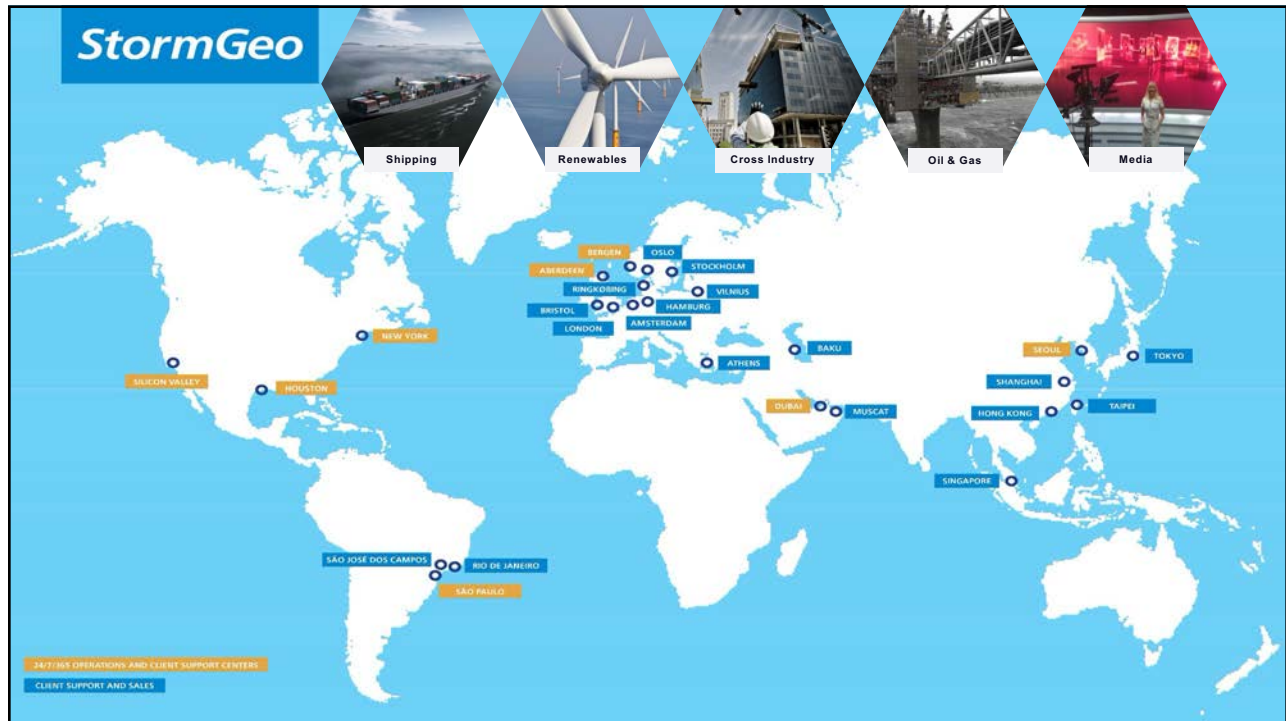 StormGeo
Shipping
Renewables
Cross Industry
Oil & Gas
Media
BERGEN
OSLO
ABERDEEN
STOCKHOLM
RINGKØBING
VILNIUS
BRISTOL
HAMBURG
LONDON
AMSTERDAM
NEW YORK
BAKU
SEOUL
TOKYO
ATHENS
SILICON VALLEY
HOUSTON
SHANGHAI
DUBAI
MUSCAT
HONG KONG
TAIPEI
SINGAPORE
SÃO JOSÉ DOS CAMPOS
RIO DE JANEIRO
SÃO PAULO
24/7/365 OPERATIONS AND CLIENT SUPPORT CENTERS
CLIENT SUPPORT AND SALES